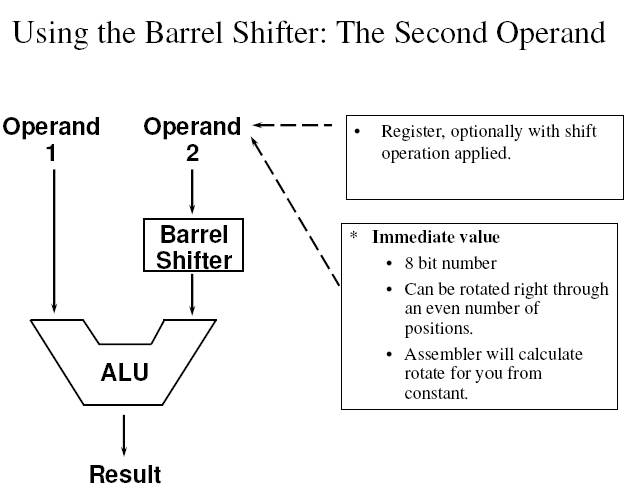 Using the Barrel Shifter: The Second Operand
Operand
1
Operand
2
• Register, optionally with shift
operation applied.
Barrel
Shifter
* Immediate value
• 8 bit number
• Can be rotated right through
an even number of
positions.
• Assembler will calculate
rotate for you from
constant.
ALU
Result